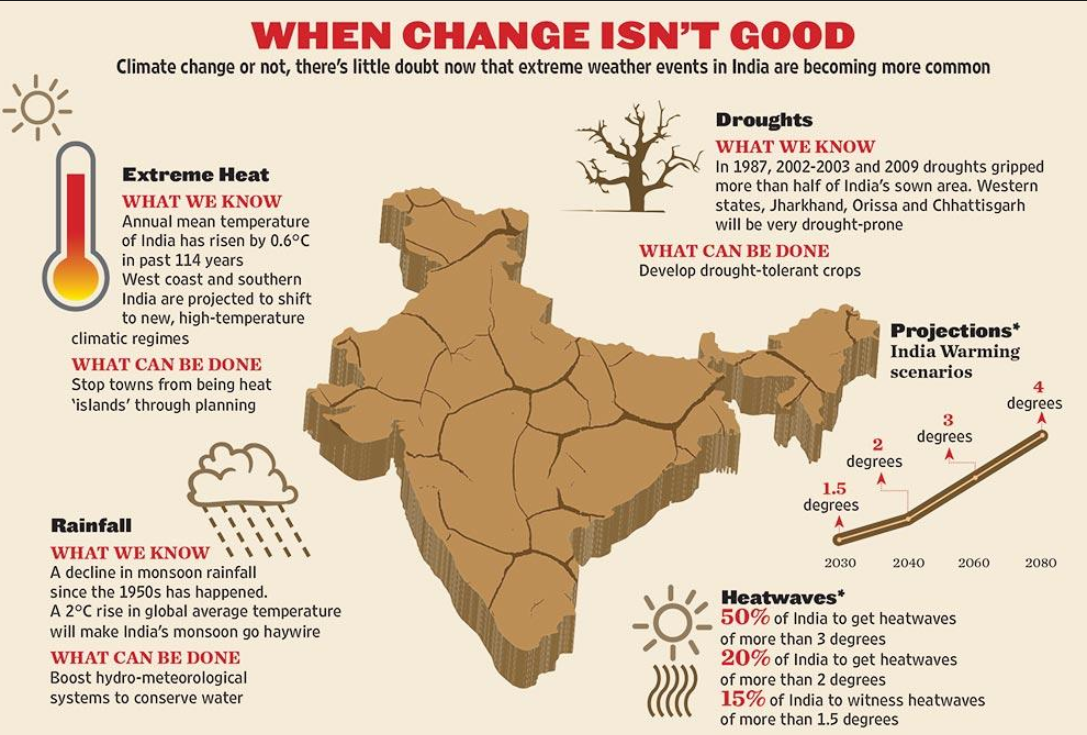 WHEN CHANGE ISN'T GOOD
Climate change or not, there's little doubt now that extreme weather events in India are becoming more common
Extreme Heat
WHAT WE KNOW
Annual mean temperature
of India has risen by 0.6°C
in past 114 years
West coast and southern
India are projected to shift
to new, high-temperature
climatic regimes
WHAT CAN BE DONE
Stop towns from being heat
'islands' through planning
Rainfall
WHAT WE KNOW
A decline in monsoon rainfall
since the 1950s has happened.
A 2°C rise in global average temperature
will make India's monsoon go haywire
WHAT CAN BE DONE
Boost hydro-meteorological
systems to conserve water
Droughts
WHAT WE KNOW
In 1987, 2002-2003 and 2009 droughts gripped
more than half of India's sown area. Western
states, Jharkhand, Orissa and Chhattisgarh
will be very drought-prone
WHAT CAN BE DONE
Develop drought-tolerant crops
Projections*
India Warming
scenarios
1.5
degrees
2
degrees
3
degrees
4
degrees
2030 2040 2060 2080
Heatwaves*
50% of India to get heatwaves
of more than 3 degrees
20% of India to get heatwaves
of more than 2 degrees
15% of India to witness heatwaves
of more than 1.5 degrees